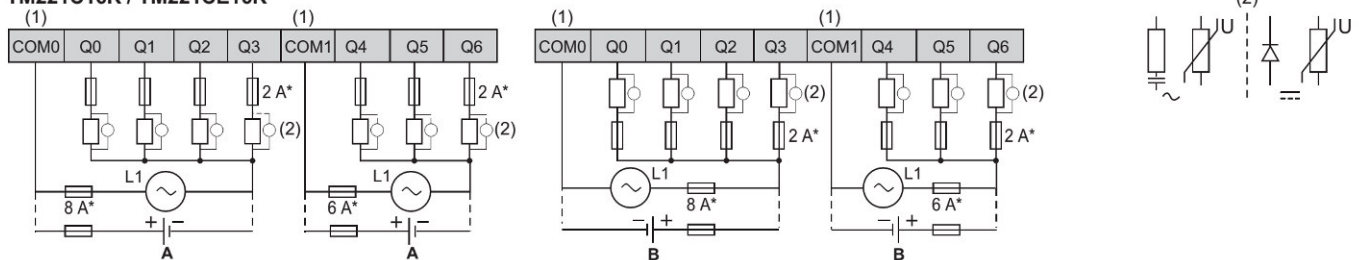 (1) (1) (1) (1) (2)
COM0 Q0 Q1 Q2 Q3 COM1 Q4 Q5 Q6 COM0 Q0 Q1 Q2 Q3 COM1 Q4 Q5 Q6
U U
2 A* 2 A* (2) (2)
(2) (2) 2 A* 2 A*
L1 L1 L1 L1
8 A* 6 A* 8 A* 6 A*
+ − + − − + − +
A A B B